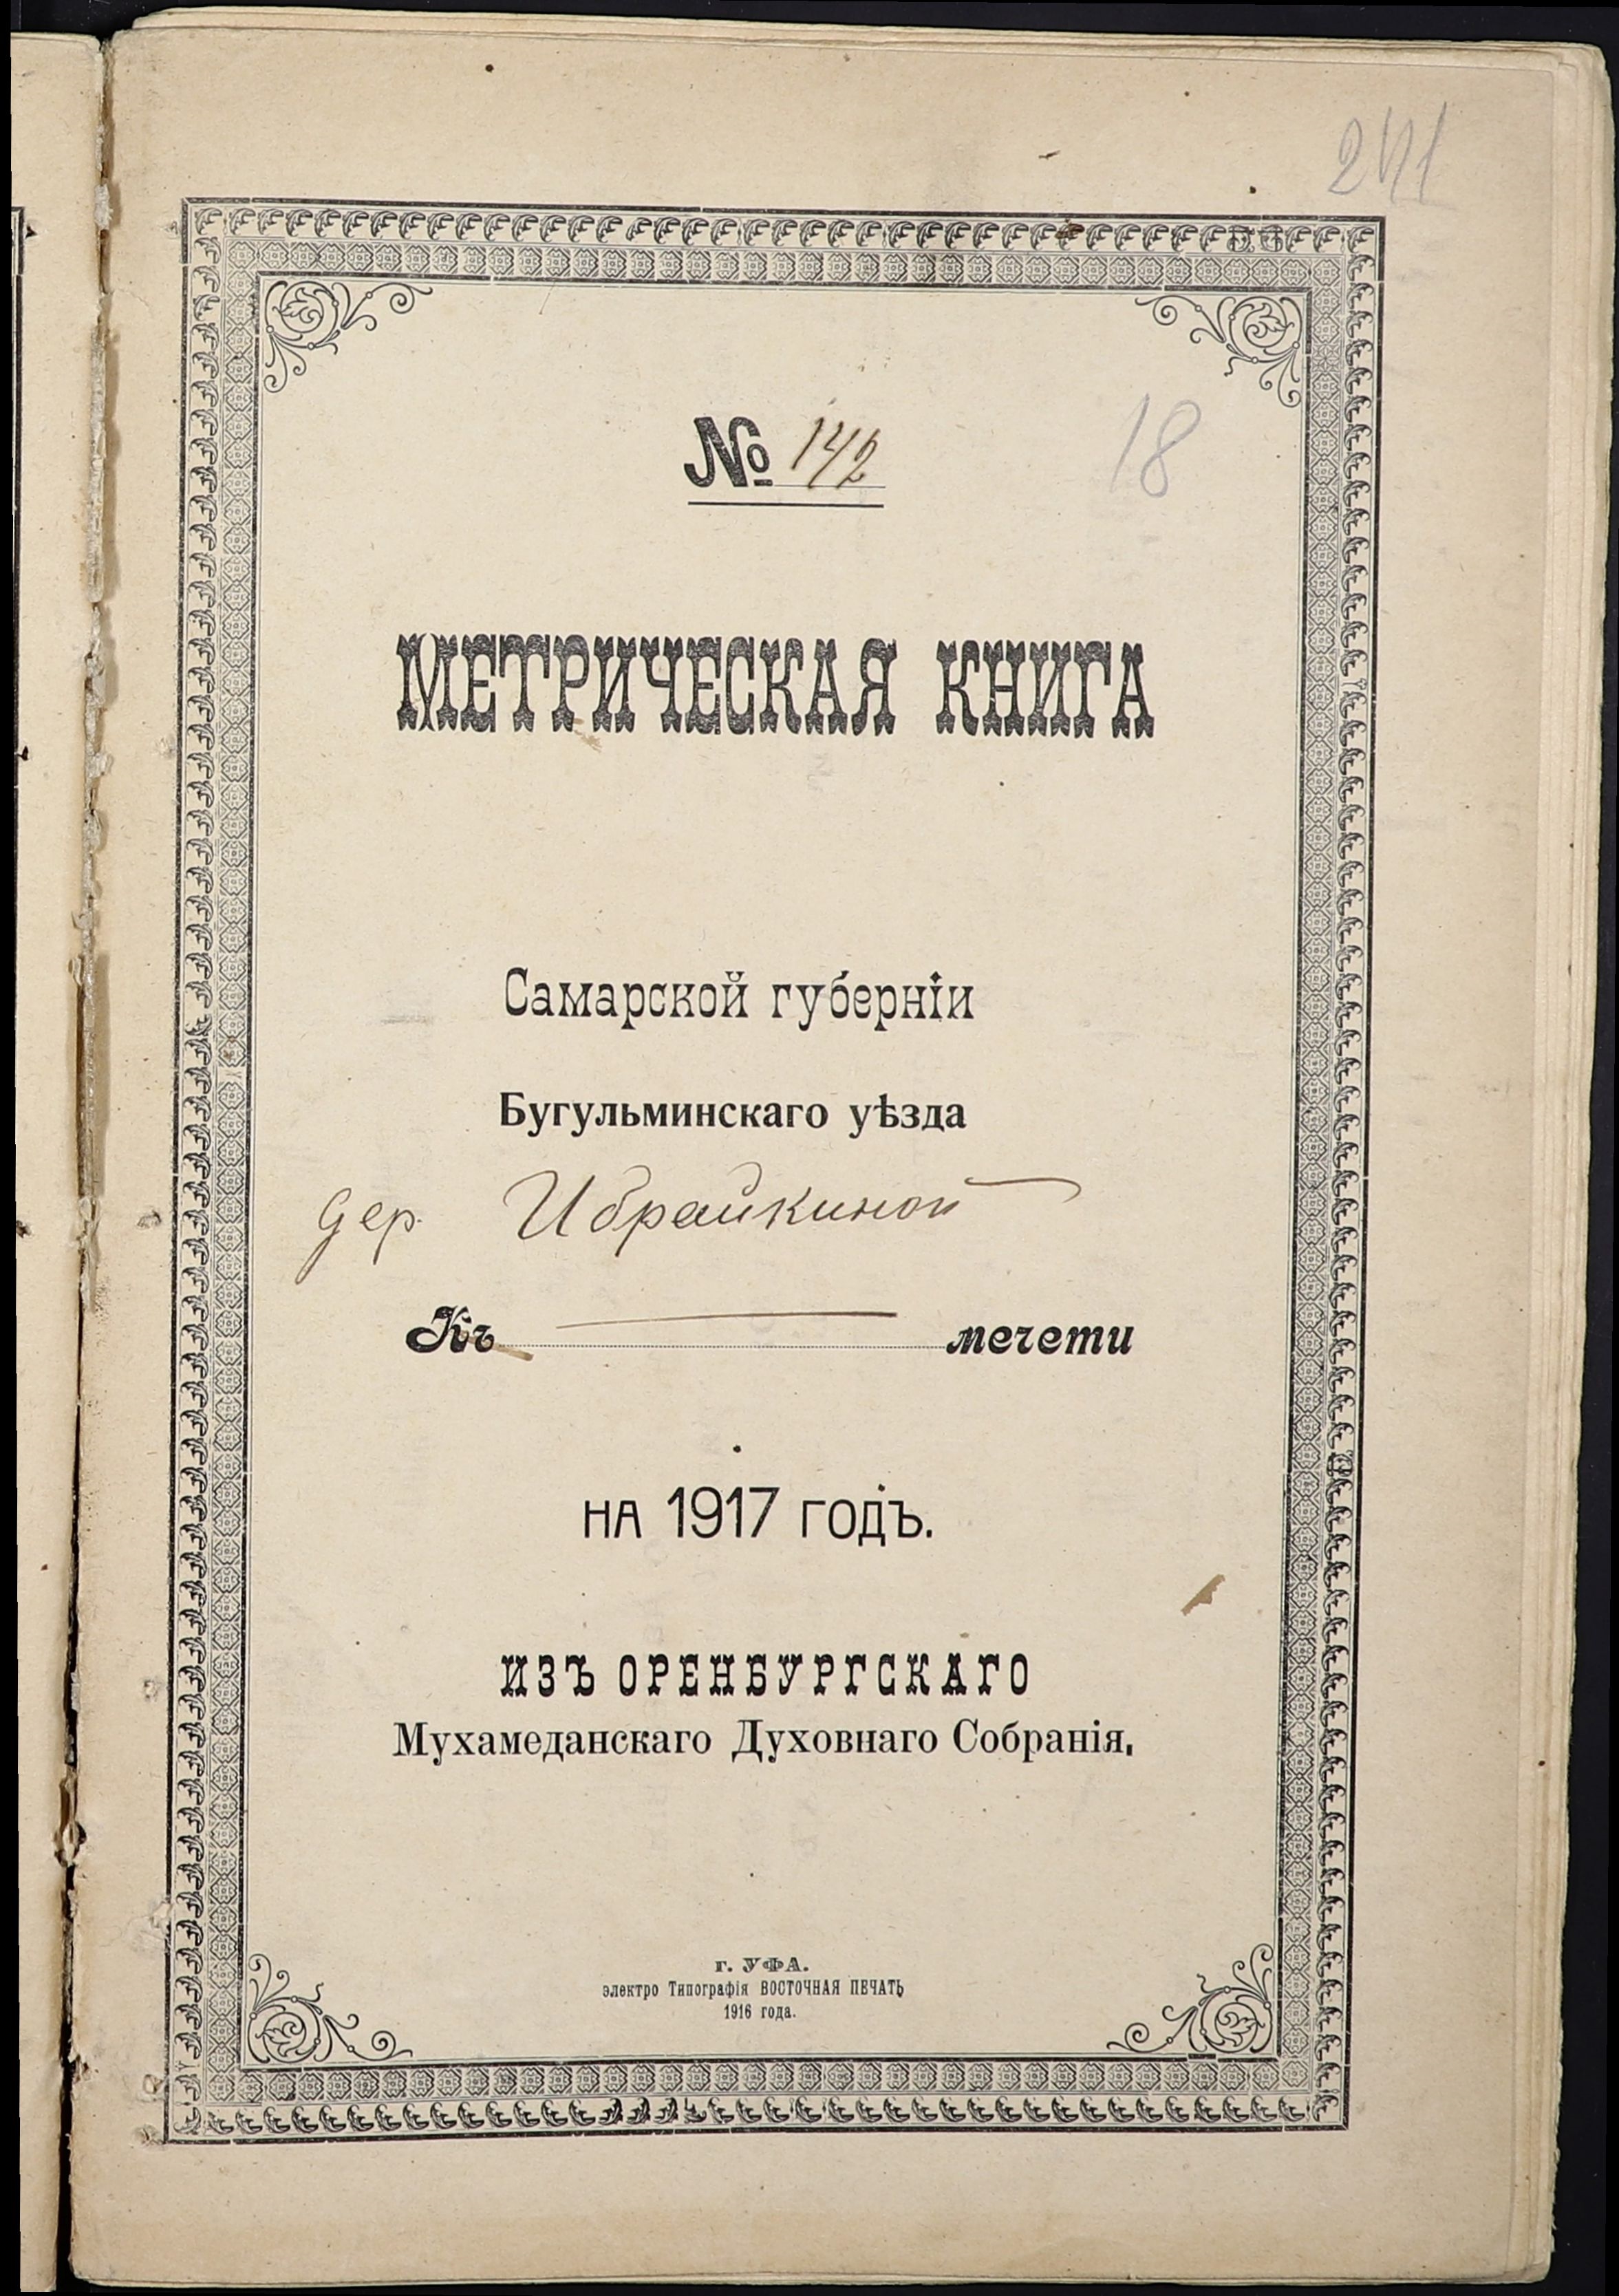 № 142
18
МЕТРИЧЕСКАЯ КНИГА
Самарской губерніи
Бугульминскаго уѣзда
дер. Ибрайкиной
Къ мечети
НА 1917 ГОДЪ.
ИЗЪ ОРЕНБУРГСКАГО
Мухамеданскаго Духовнаго Собранія.
г. УФА.
электро Типографія ВОСТОЧНАЯ ПЕЧАТЬ
1916 года.